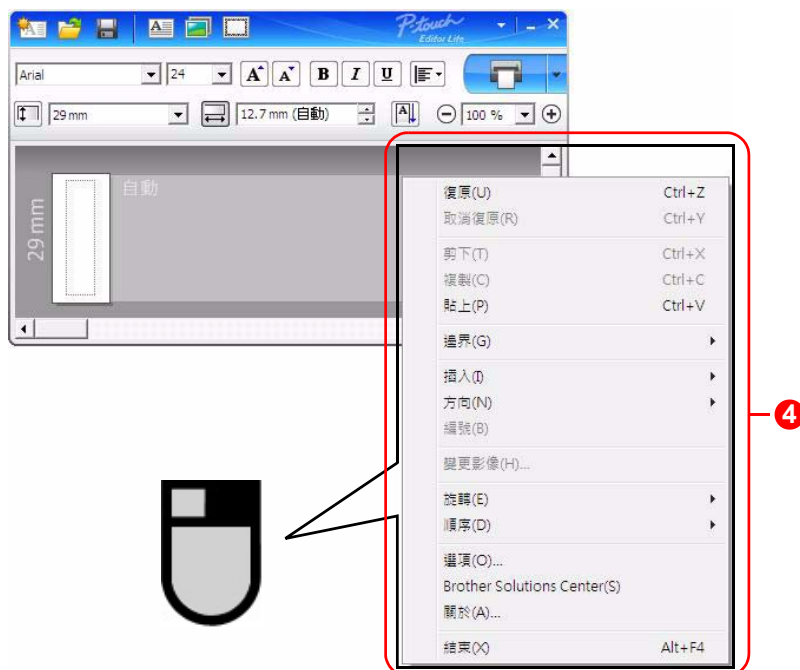 P-touch
Editor Lite
Arial 24 A A B I U
29 mm 12.7 mm (自動) A 100 %
29 mm
自動
復原(U) Ctrl+Z
取消復原(R) Ctrl+Y
剪下(T) Ctrl+X
複製(C) Ctrl+C
貼上(P) Ctrl+V
邊界(G)
插入(I)
方向(N)
編號(B)
變更影像(H)...
旋轉(E)
順序(D)
選項(O)...
Brother Solutions Center(S)
關於(A)...
結束(X) Alt+F4
4